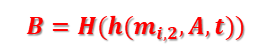 B = H(h(m_{i,2}, A, t))